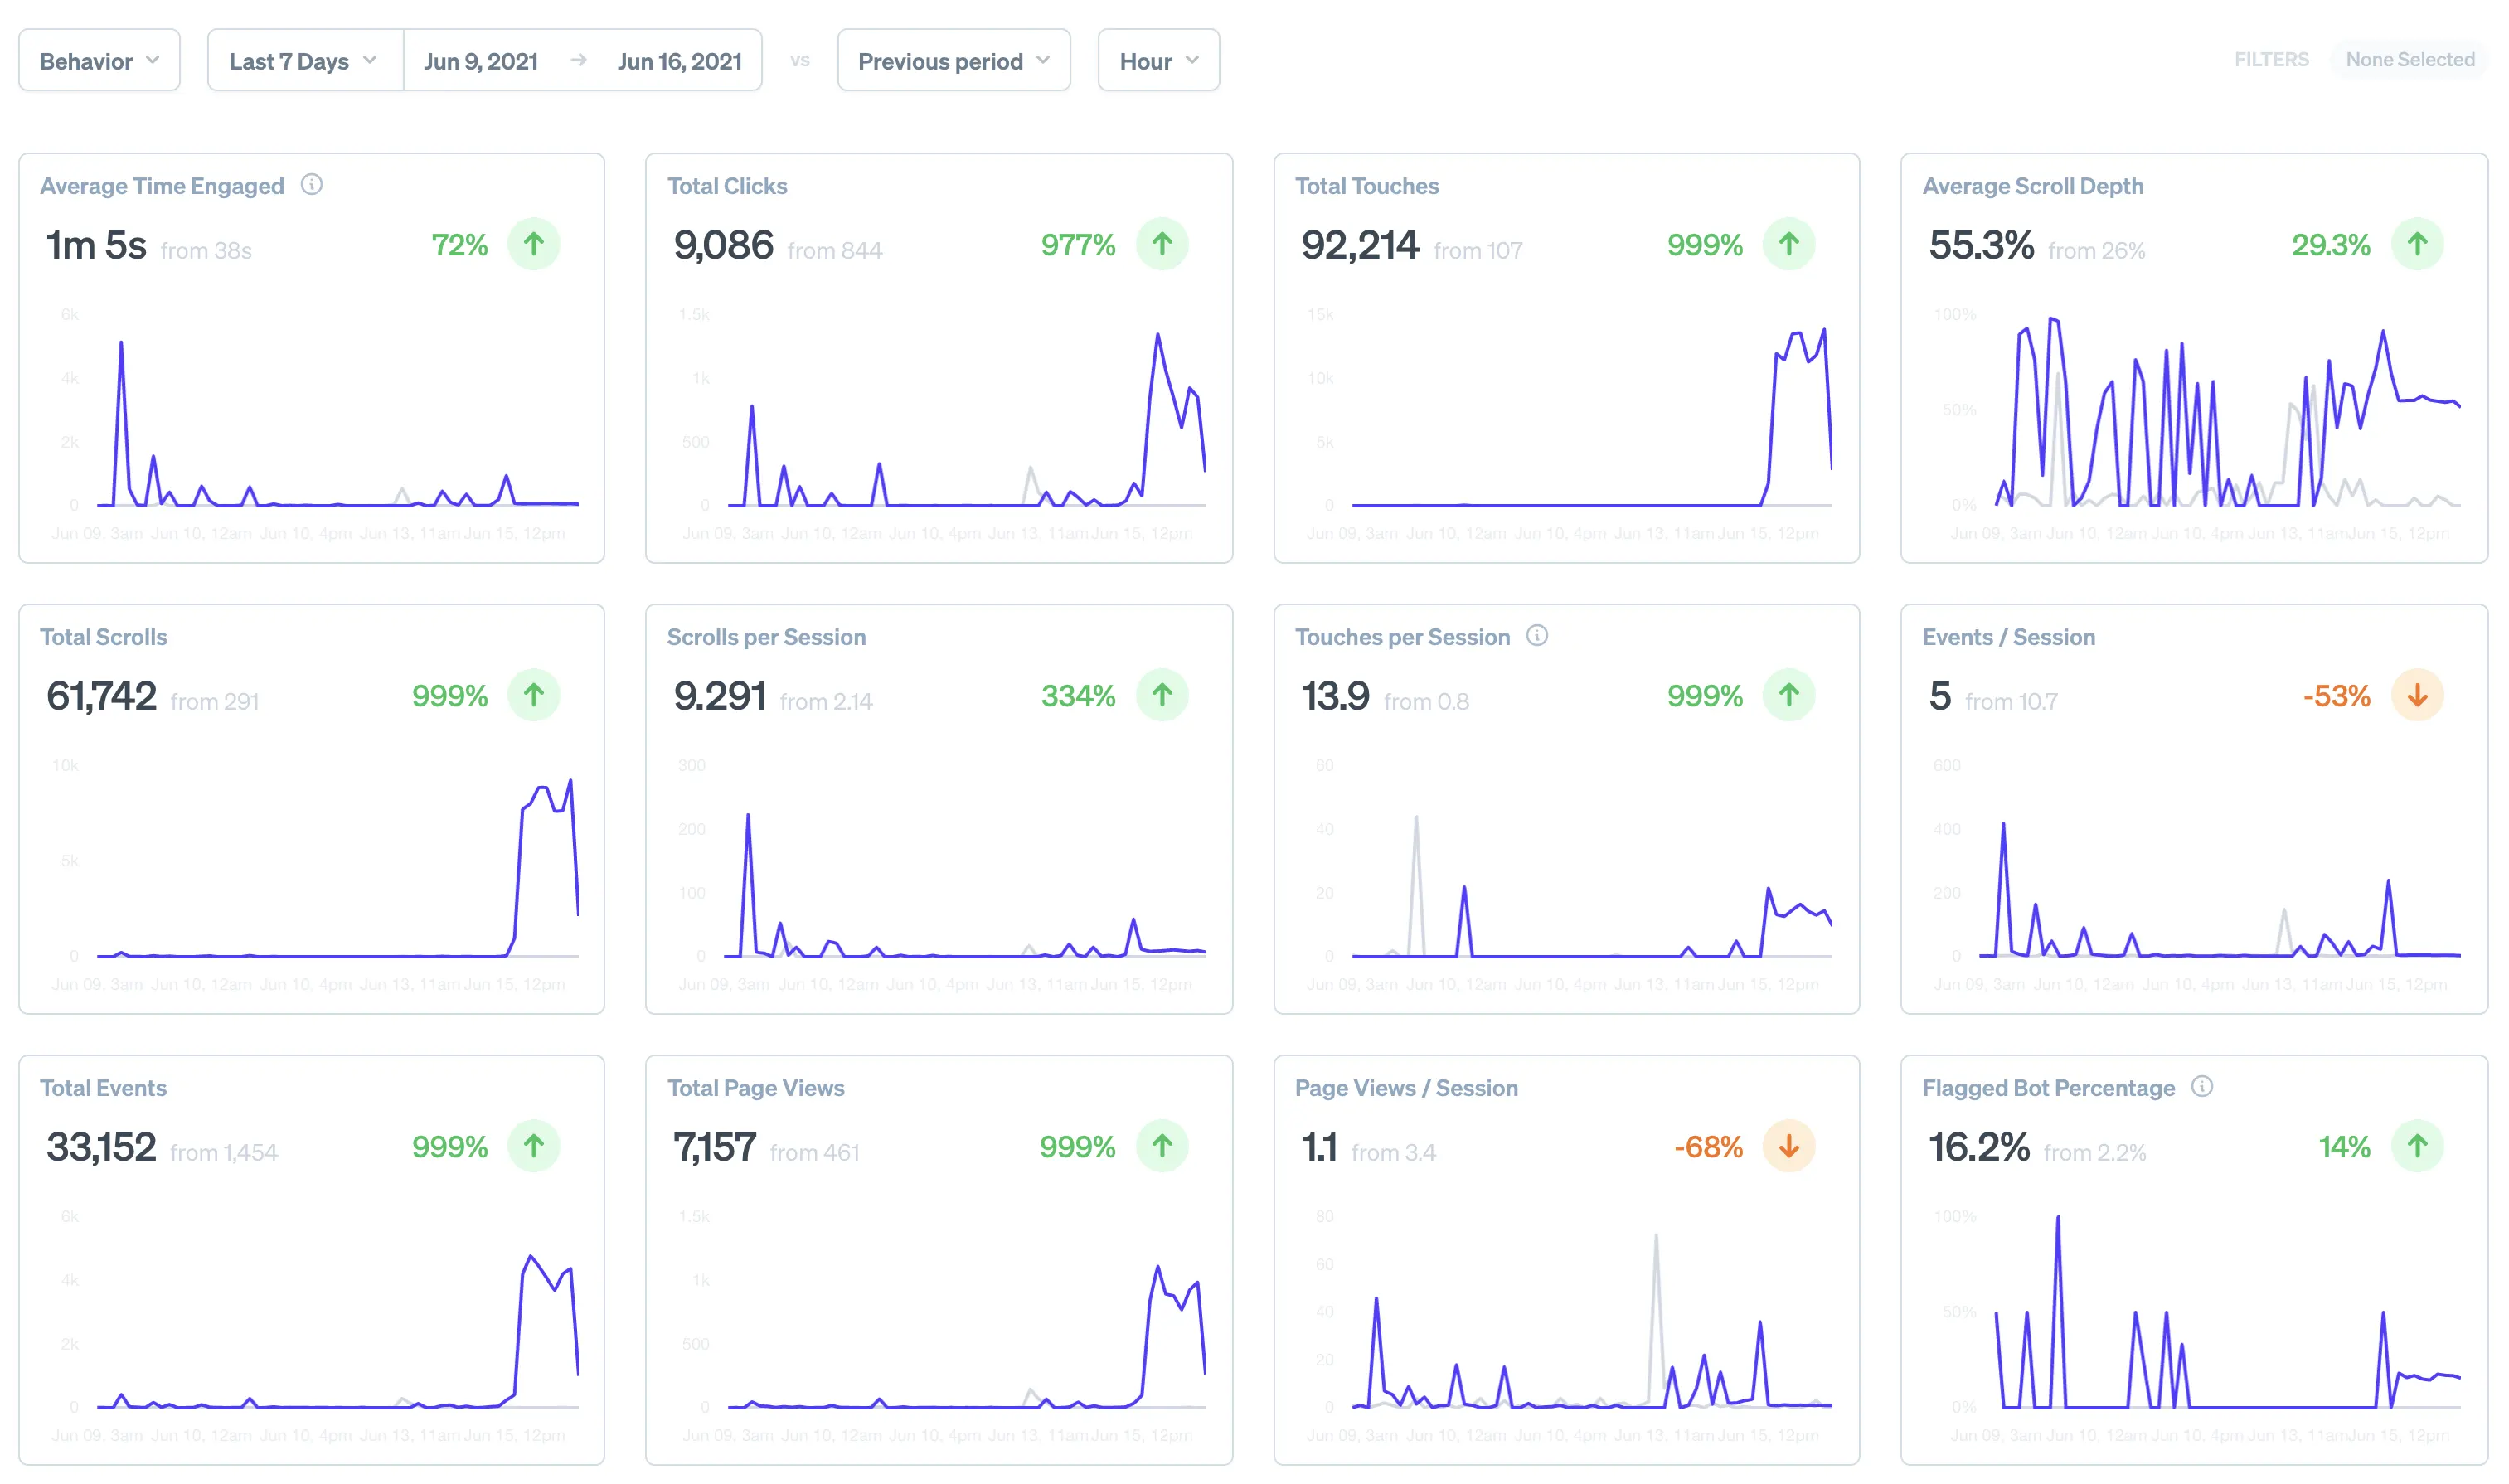 Behavior Last 7 Days Jun 9, 2021 → Jun 16, 2021 vs Previous period Hour FILTERS None Selected
Average Time Engaged
1m 5s from 38s 72%
6k
4k
2k
0
Jun 09, 3am Jun 10, 12am Jun 10, 4pm Jun 13, 11am Jun 15, 12pm
Total Clicks
9,086 from 844 977%
1.5k
1k
500
0
Jun 09, 3am Jun 10, 12am Jun 10, 4pm Jun 13, 11am Jun 15, 12pm
Total Touches
92,214 from 107 999%
15k
10k
5k
0
Jun 09, 3am Jun 10, 12am Jun 10, 4pm Jun 13, 11am Jun 15, 12pm
Average Scroll Depth
55.3% from 26% 29.3%
100%
50%
0%
Jun 09, 3am Jun 10, 12am Jun 10, 4pm Jun 13, 11am Jun 15, 12pm
Total Scrolls
61,742 from 291 999%
10k
5k
0
Jun 09, 3am Jun 10, 12am Jun 10, 4pm Jun 13, 11am Jun 15, 12pm
Scrolls per Session
9.291 from 2.14 334%
300
200
100
0
Jun 09, 3am Jun 10, 12am Jun 10, 4pm Jun 13, 11am Jun 15, 12pm
Touches per Session
13.9 from 0.8 999%
60
40
20
0
Jun 09, 3am Jun 10, 12am Jun 10, 4pm Jun 13, 11am Jun 15, 12pm
Events / Session
5 from 10.7 -53%
600
400
200
0
Jun 09, 3am Jun 10, 12am Jun 10, 4pm Jun 13, 11am Jun 15, 12pm
Total Events
33,152 from 1,454 999%
6k
4k
2k
0
Jun 09, 3am Jun 10, 12am Jun 10, 4pm Jun 13, 11am Jun 15, 12pm
Total Page Views
7,157 from 461 999%
1.5k
1k
500
0
Jun 09, 3am Jun 10, 12am Jun 10, 4pm Jun 13, 11am Jun 15, 12pm
Page Views / Session
1.1 from 3.4 -68%
80
60
40
20
0
Jun 09, 3am Jun 10, 12am Jun 10, 4pm Jun 13, 11am Jun 15, 12pm
Flagged Bot Percentage
16.2% from 2.2% 14%
100%
50%
0%
Jun 09, 3am Jun 10, 12am Jun 10, 4pm Jun 13, 11am Jun 15, 12pm